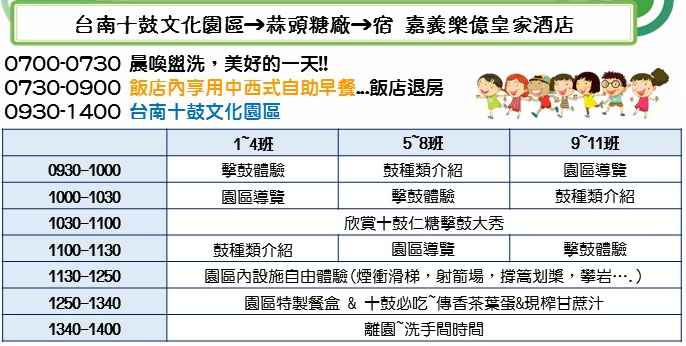 台南十鼓文化園區→蒜頭糖廠→宿 嘉義樂億皇家酒店
0700-0730 晨喚盥洗，美好的一天!!
0730-0900 飯店內享用中西式自助早餐…飯店退房
0930-1400 台南十鼓文化園區
1~4班 5~8班 9~11班
0930-1000 擊鼓體驗 鼓種類介紹 園區導覽
1000-1030 園區導覽 擊鼓體驗 鼓種類介紹
1030-1100 欣賞十鼓仁糖擊鼓大秀
1100-1130 鼓種類介紹 園區導覽 擊鼓體驗
1130-1250 園區內設施自由體驗(煙衝滑梯，射箭場，撐篙划槳，攀岩….)
1250-1340 園區特製餐盒 & 十鼓必吃~傳香茶葉蛋&現榨甘蔗汁
1340-1400 離園~洗手間時間